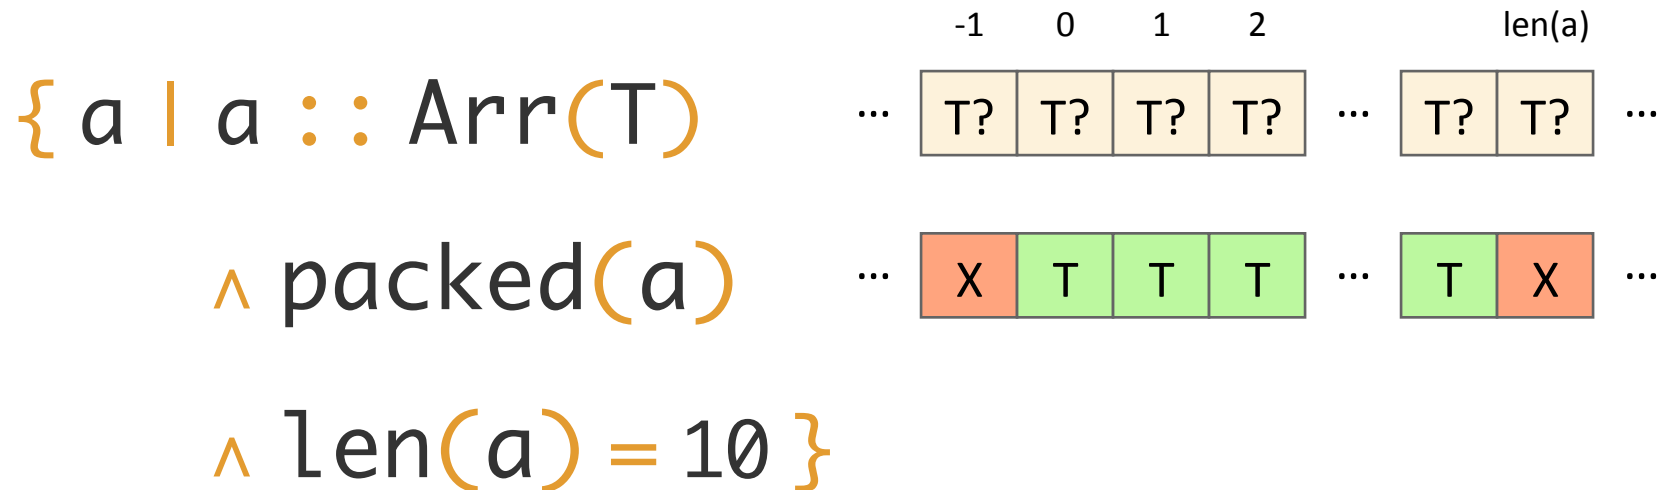 -1 0 1 2 len(a)
{ a | a :: Arr(T) ... T? T? T? T? ... T? T? ...
∧ packed(a) ... X T T T ... T X ...
∧ len(a) = 10 }